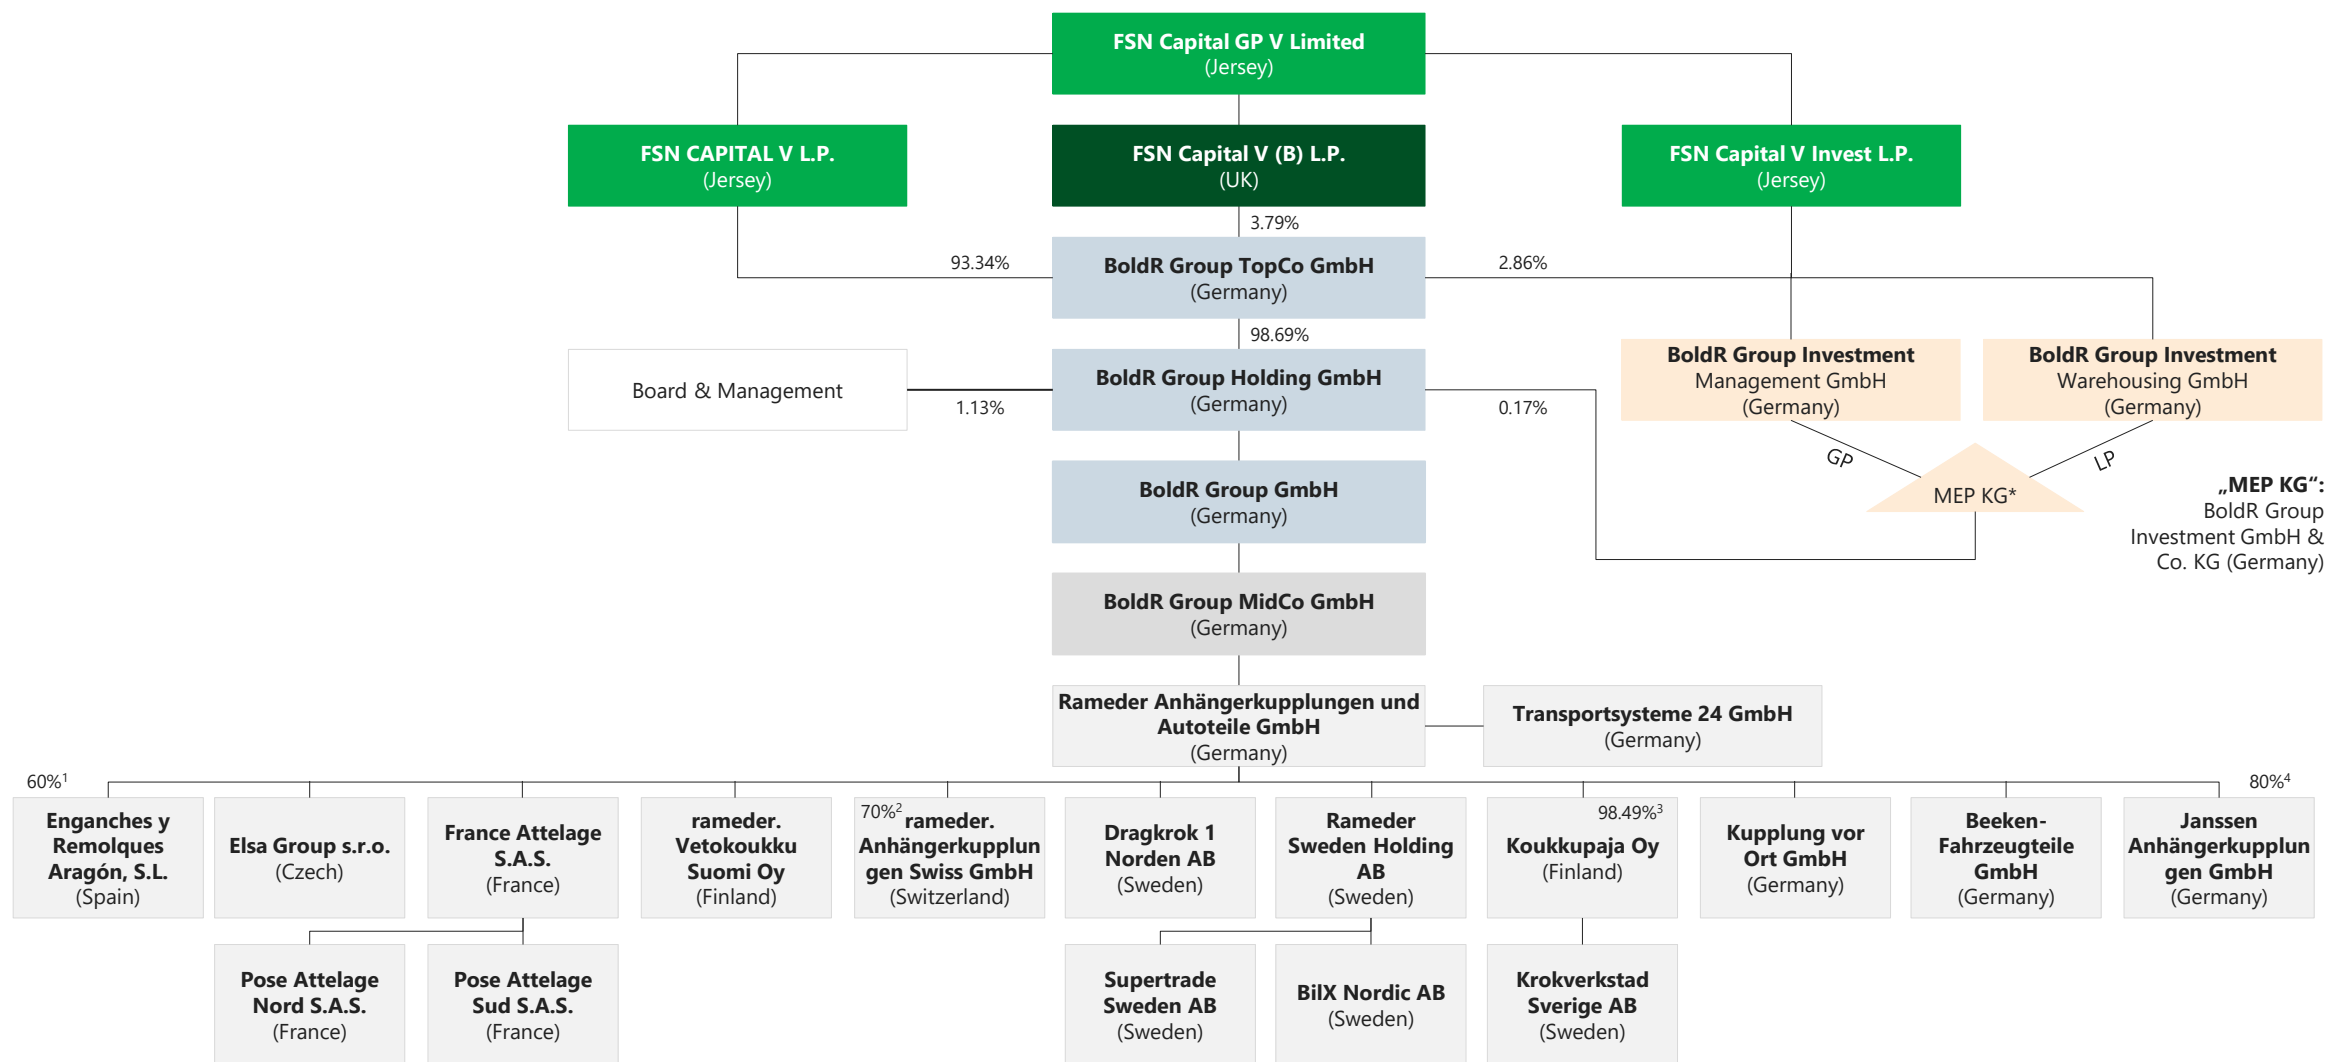 FSN Capital GP V Limited
(Jersey)
FSN CAPITAL V L.P.
(Jersey)
FSN Capital V (B) L.P.
(UK)
FSN Capital V Invest L.P.
(Jersey)
3.79%
93.34%
BoldR Group TopCo GmbH
(Germany)
2.86%
98.69%
Board & Management
1.13%
BoldR Group Holding GmbH
(Germany)
0.17%
BoldR Group Investment
Management GmbH
(Germany)
BoldR Group Investment
Warehousing GmbH
(Germany)
GP
LP
MEP KG*
„MEP KG“:
BoldR Group
Investment GmbH &
Co. KG (Germany)
BoldR Group GmbH
(Germany)
BoldR Group MidCo GmbH
(Germany)
Rameder Anhängerkupplungen und
Autoteile GmbH
(Germany)
Transportsysteme 24 GmbH
(Germany)
60%¹
Enganches y
Remolques
Aragón, S.L.
(Spain)
Elsa Group s.r.o.
(Czech)
France Attelage
S.A.S.
(France)
rameder.
Vetokoukku
Suomi Oy
(Finland)
70%²
rameder.
Anhängerkupplun
gen Swiss GmbH
(Switzerland)
Dragkrok 1
Norden AB
(Sweden)
Rameder
Sweden Holding
AB
(Sweden)
98.49%³
Koukkupaja Oy
(Finland)
Kupplung vor
Ort GmbH
(Germany)
Beeken-
Fahrzeugteile
GmbH
(Germany)
80%⁴
Janssen
Anhängerkupplun
gen GmbH
(Germany)
Pose Attelage
Nord S.A.S.
(France)
Pose Attelage
Sud S.A.S.
(France)
Supertrade
Sweden AB
(Sweden)
BilX Nordic AB
(Sweden)
Krokverkstad
Sverige AB
(Sweden)